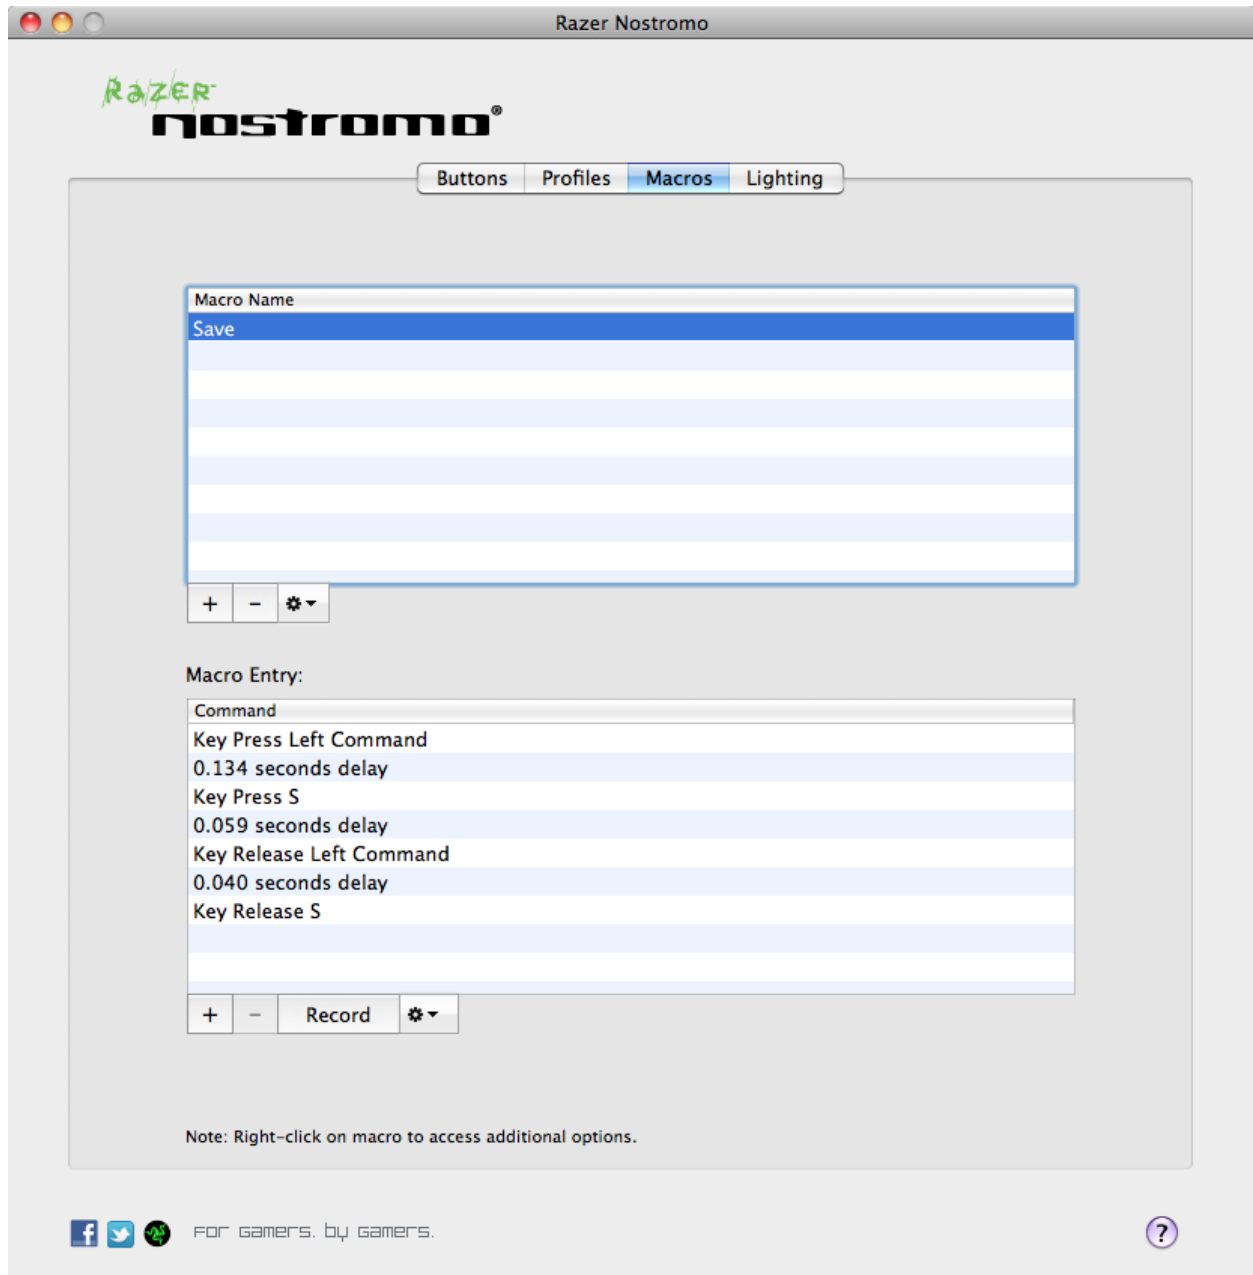 Razer Nostromo
RAZER™
nostromo®
Buttons Profiles Macros Lighting
Macro Name
Save
+ −
Macro Entry:
Command
Key Press Left Command
0.134 seconds delay
Key Press S
0.059 seconds delay
Key Release Left Command
0.040 seconds delay
Key Release S
+ − Record
Note: Right-click on macro to access additional options.
For Gamers. by Gamers.
?